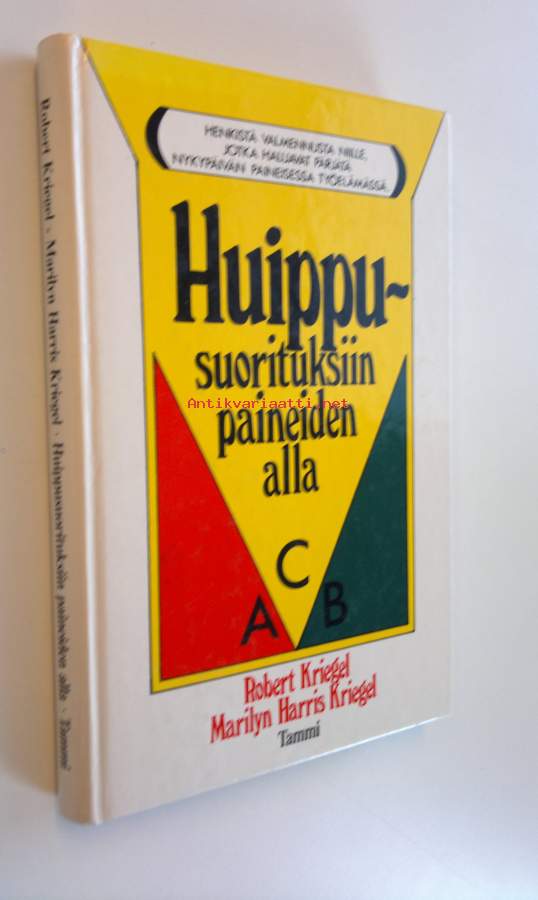 HENKISTÄ VALMENNUSTA NIILLE,
JOTKA HALUAVAT PÄRJÄTÄ
NYKYPÄIVÄN PAINEISESSA TYÖELÄMÄSSÄ.
Huippu-
suorituksiin
paineiden
alla
Antikvariaatti.net
C
A B
Robert Kriegel
Marilyn Harris Kriegel
Tammi
Robert Kriegel · Marilyn Harris Kriegel · Huippusuorituksiin paineiden alla · Tammi